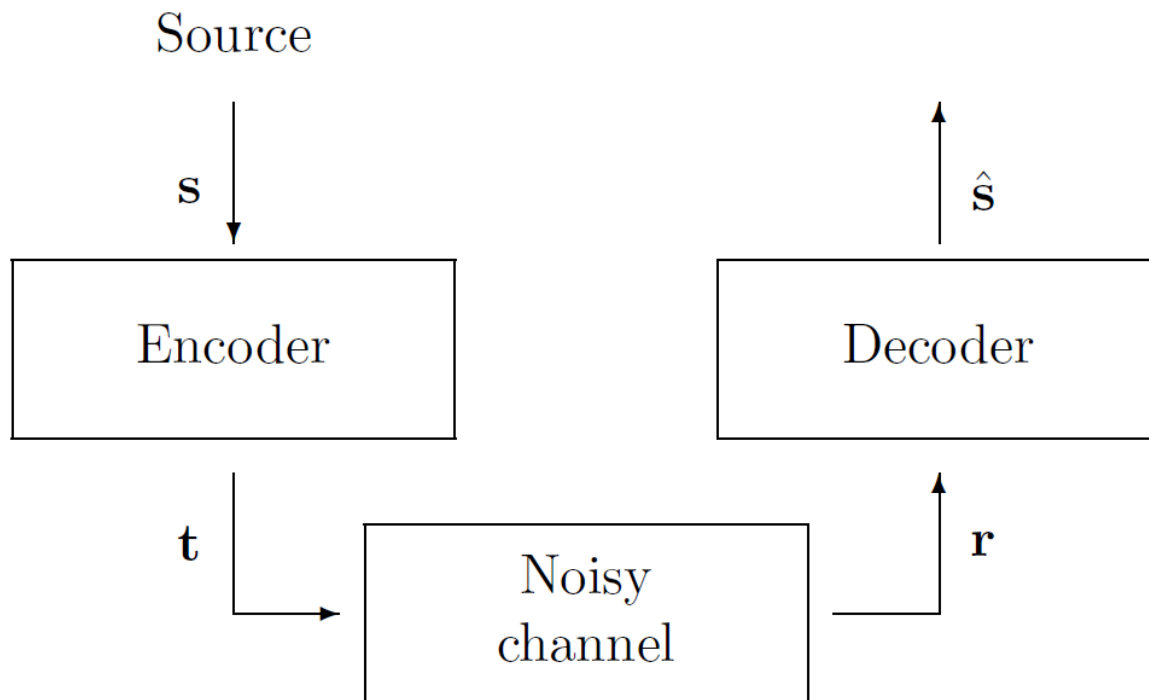 Source
s
ŝ
Encoder
Decoder
t
r
Noisy
channel